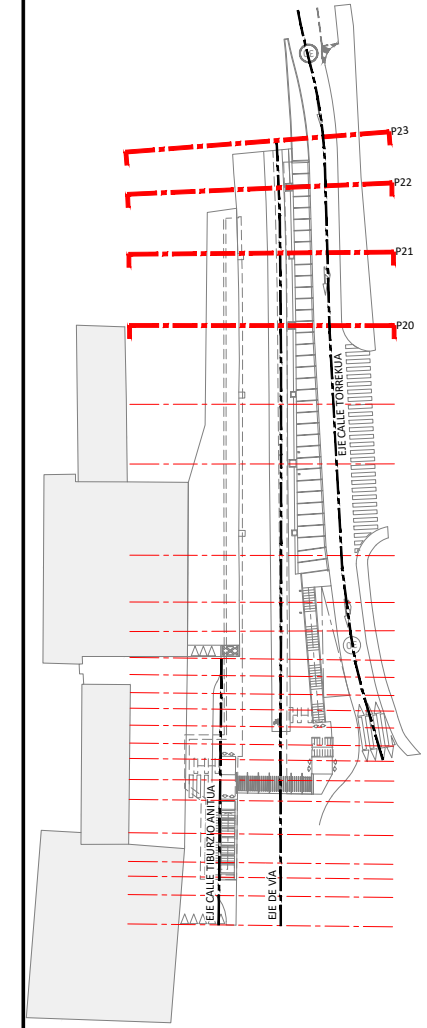 P23
P22
P21
P20
EJE CALLE TORREKUA
EJE CALLE TIBURZIO ANITUA
EJE DE VÍA